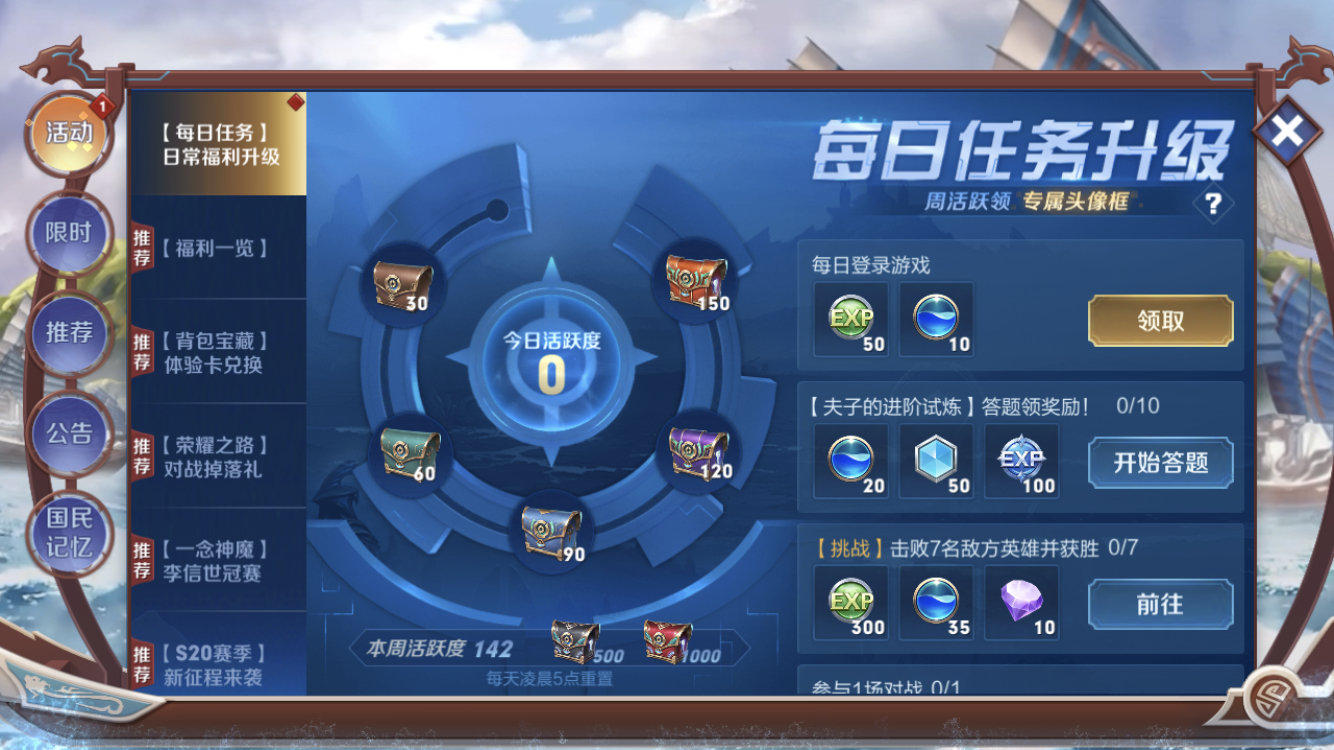 活动
1
限时
推荐
公告
国民
记忆
【每日任务】
日常福利升级
推荐
【福利一览】
推荐
【背包宝藏】
体验卡兑换
推荐
【荣耀之路】
对战掉落礼
推荐
【一念神魔】
李信世冠赛
推荐
【S20赛季】
新征程来袭
30
150
今日活跃度
0
60
120
90
本周活跃度 142
500
1000
每天凌晨5点重置
每日任务升级
周活跃领 专属头像框
?
每日登录游戏
EXP
50
10
领取
【夫子的进阶试炼】答题领奖励! 0/10
20
50
EXP
100
开始答题
【挑战】击败7名敌方英雄并获胜 0/7
EXP
300
35
10
前往
参与1场对战 0/1